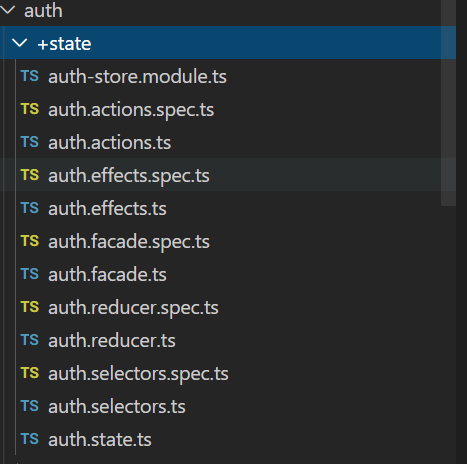 auth
+state
TS auth-store.module.ts
TS auth.actions.spec.ts
TS auth.actions.ts
TS auth.effects.spec.ts
TS auth.effects.ts
TS auth.facade.spec.ts
TS auth.facade.ts
TS auth.reducer.spec.ts
TS auth.reducer.ts
TS auth.selectors.spec.ts
TS auth.selectors.ts
TS auth.state.ts